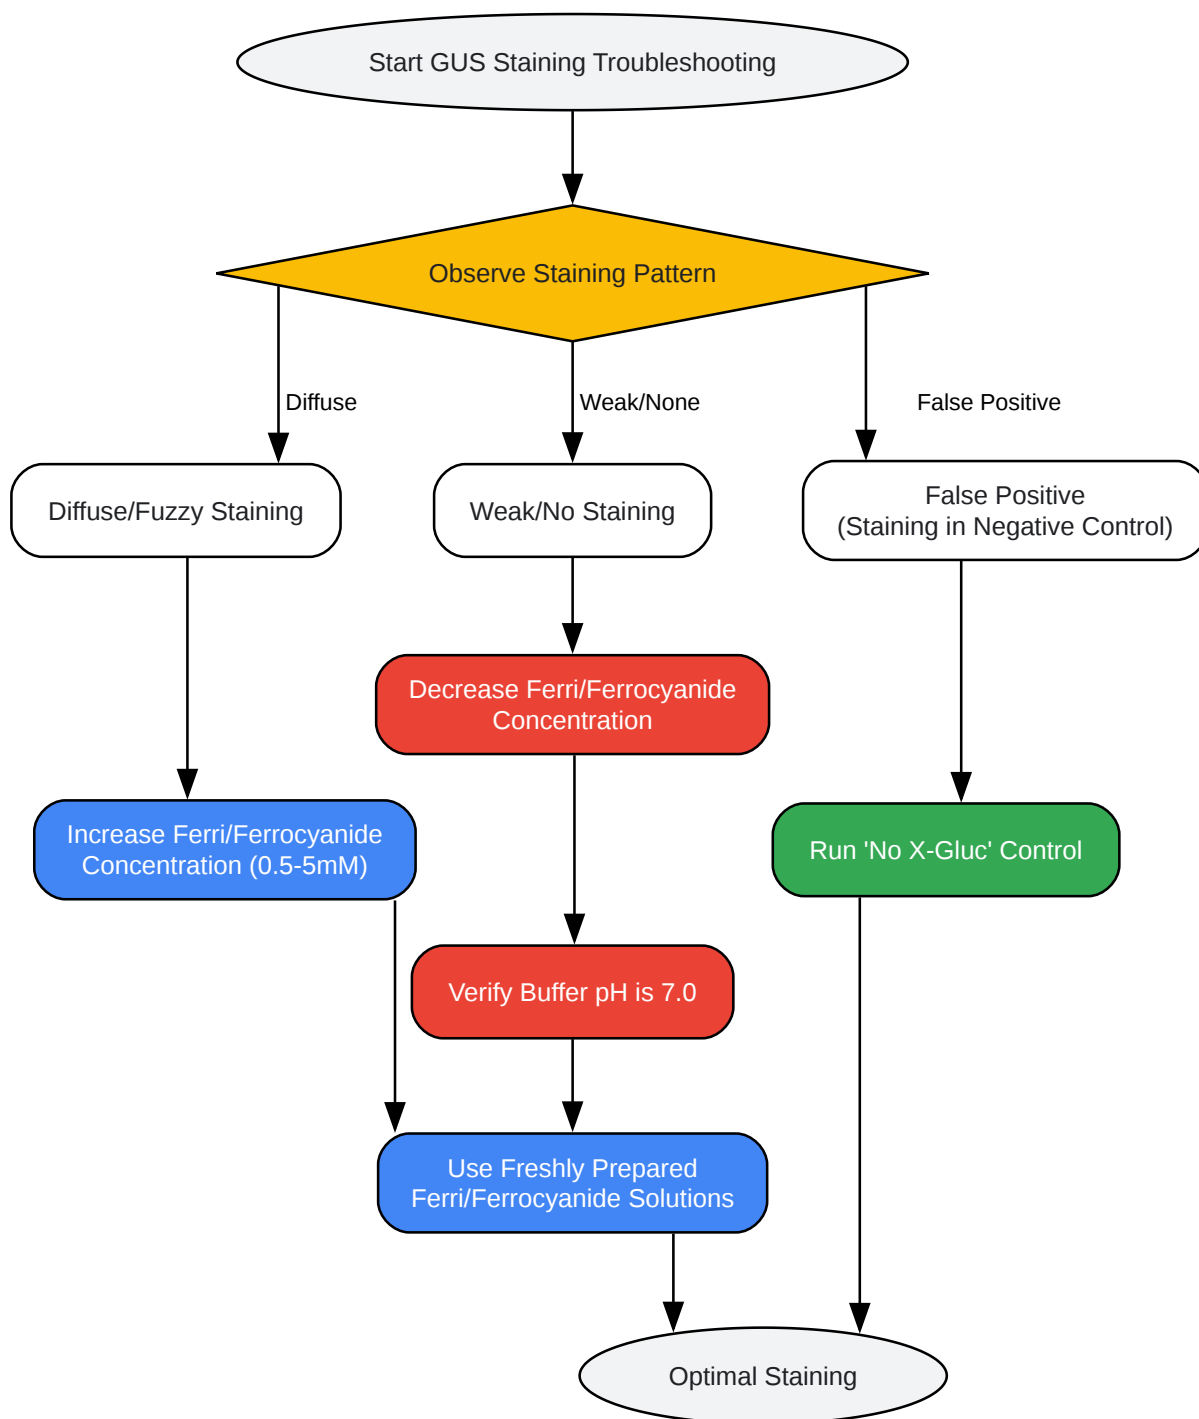 Start GUS Staining Troubleshooting
Observe Staining Pattern
Diffuse
Weak/None
False Positive
Diffuse/Fuzzy Staining
Weak/No Staining
False Positive
(Staining in Negative Control)
Decrease Ferri/Ferrocyanide
Concentration
Increase Ferri/Ferrocyanide
Concentration (0.5-5mM)
Run 'No X-Gluc' Control
Verify Buffer pH is 7.0
Use Freshly Prepared
Ferri/Ferrocyanide Solutions
Optimal Staining